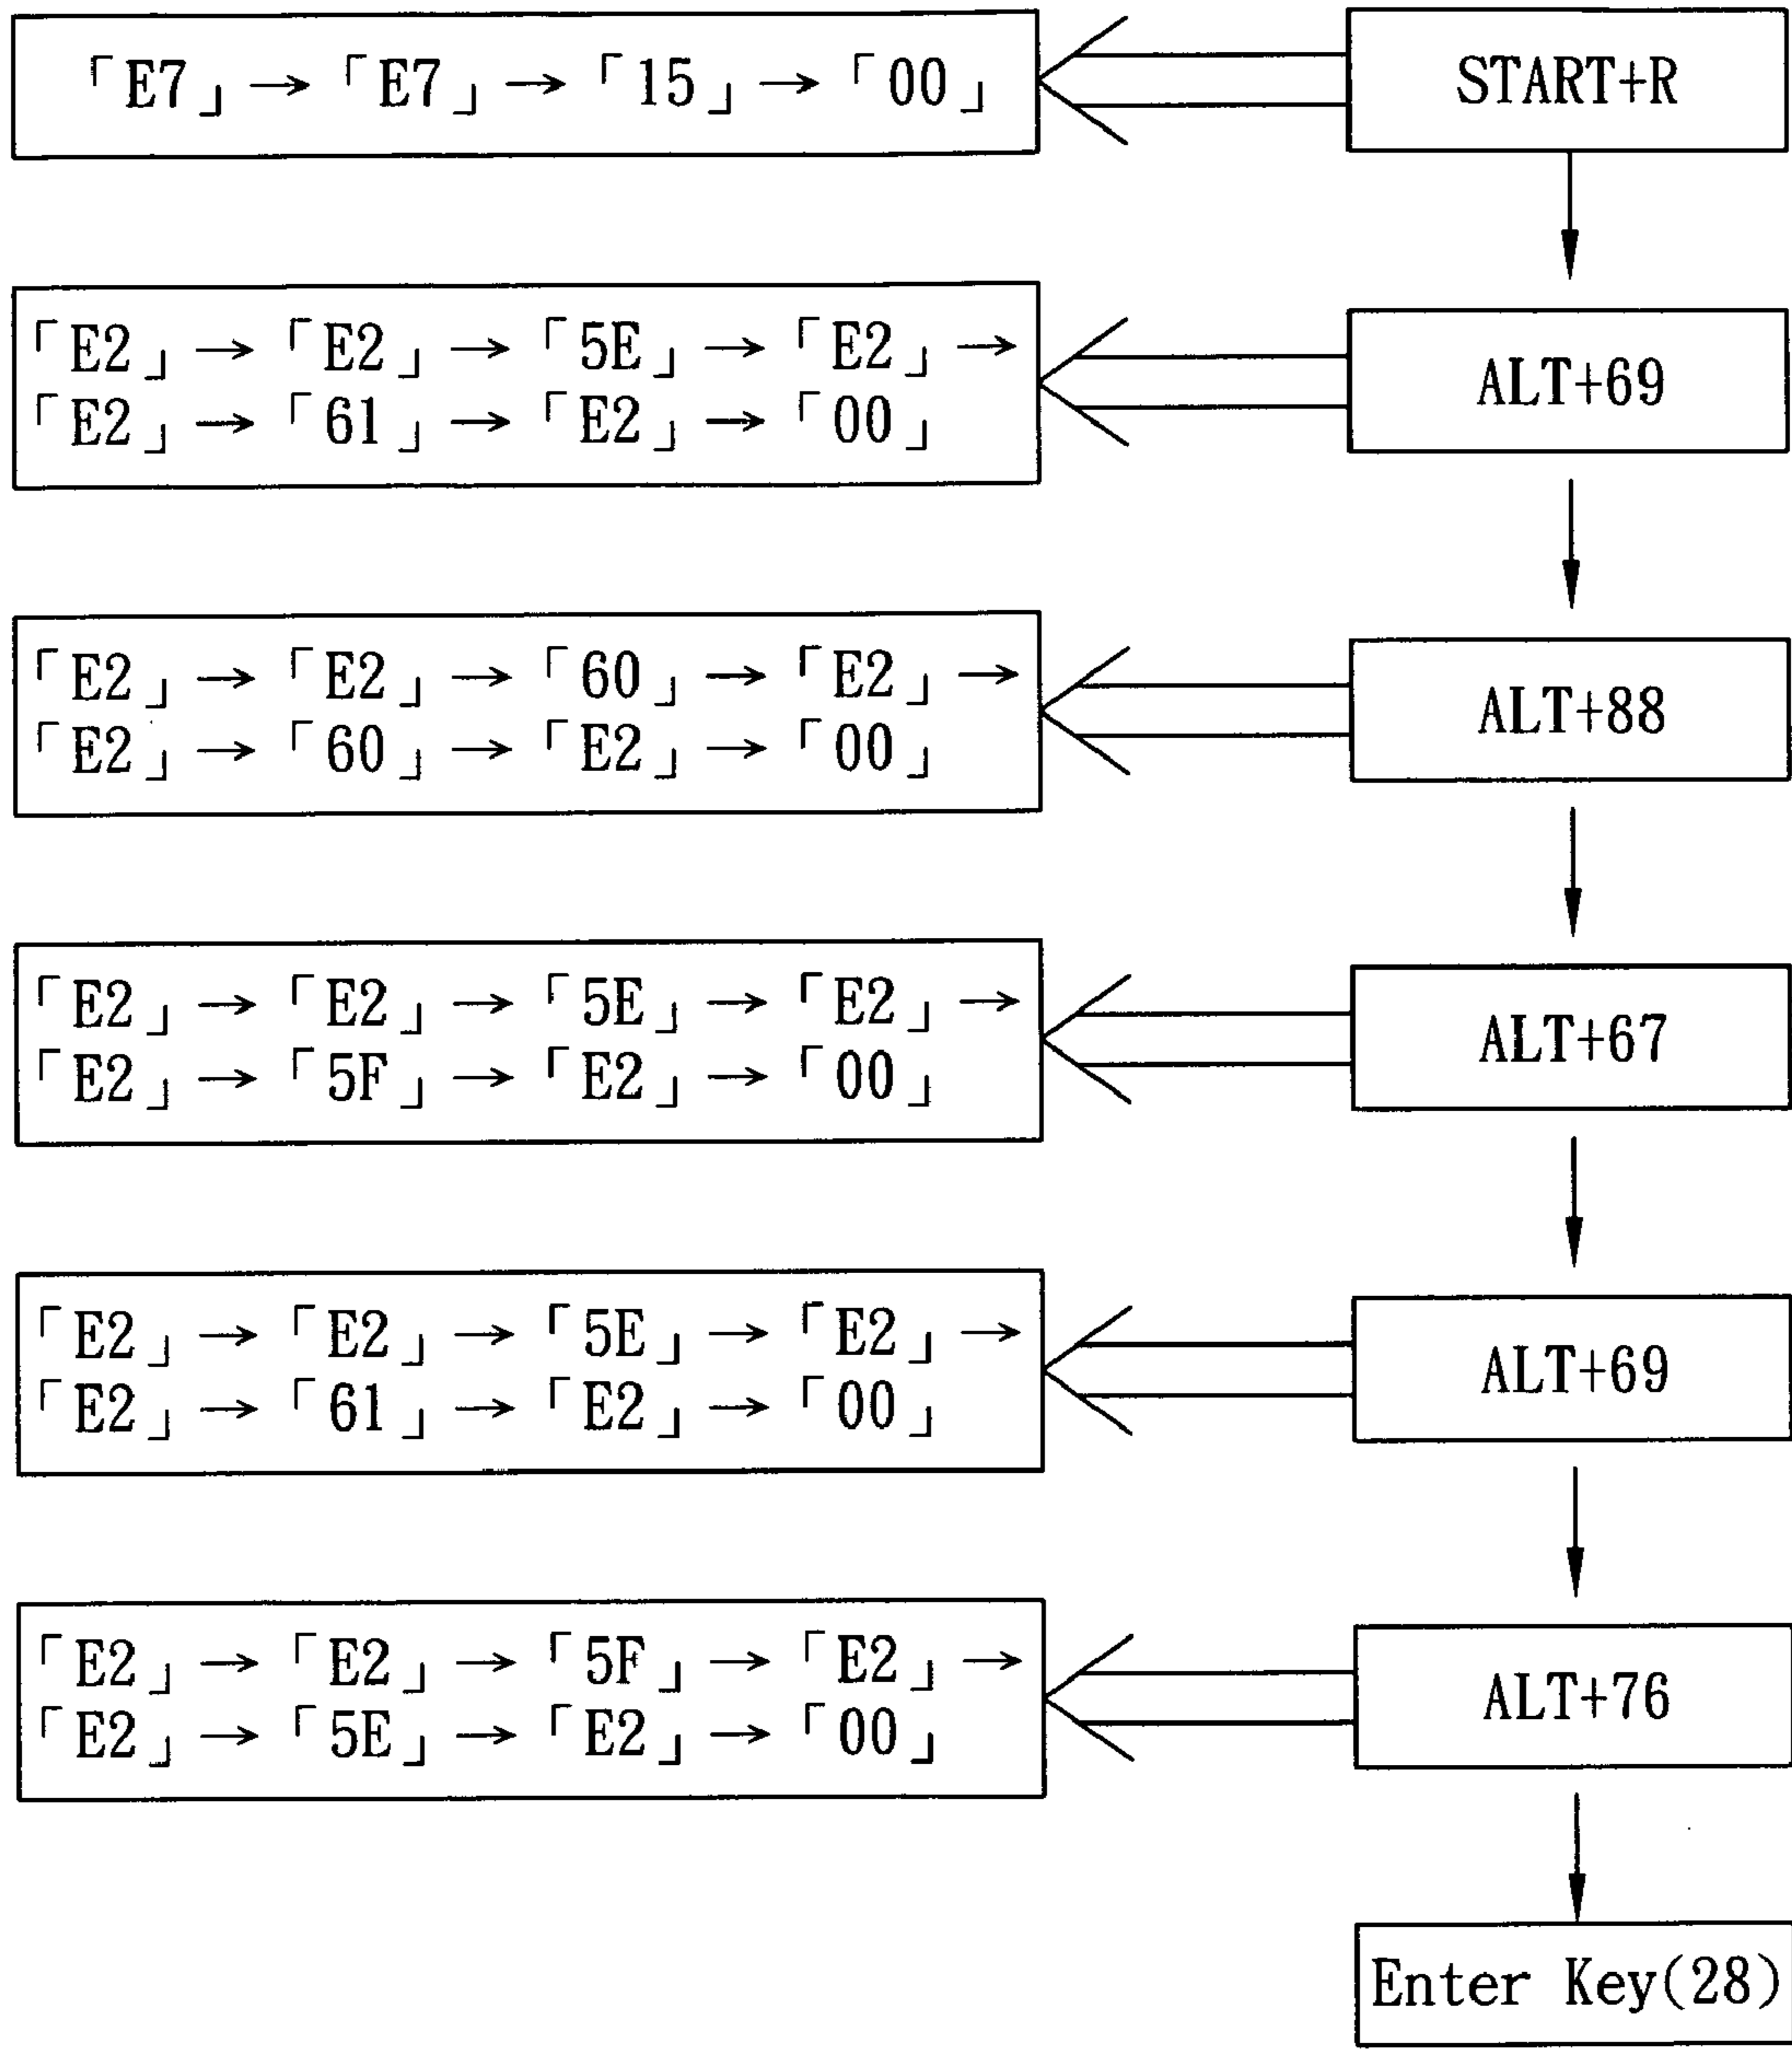 「E7」→「E7」→「15」→「00」
START+R
「E2」→「E2」→「5E」→「E2」→
「E2」→「61」→「E2」→「00」
ALT+69
「E2」→「E2」→「60」→「E2」→
「E2」→「60」→「E2」→「00」
ALT+88
「E2」→「E2」→「5E」→「E2」→
「E2」→「5F」→「E2」→「00」
ALT+67
「E2」→「E2」→「5E」→「E2」→
「E2」→「61」→「E2」→「00」
ALT+69
「E2」→「E2」→「5F」→「E2」→
「E2」→「5E」→「E2」→「00」
ALT+76
Enter Key(28)